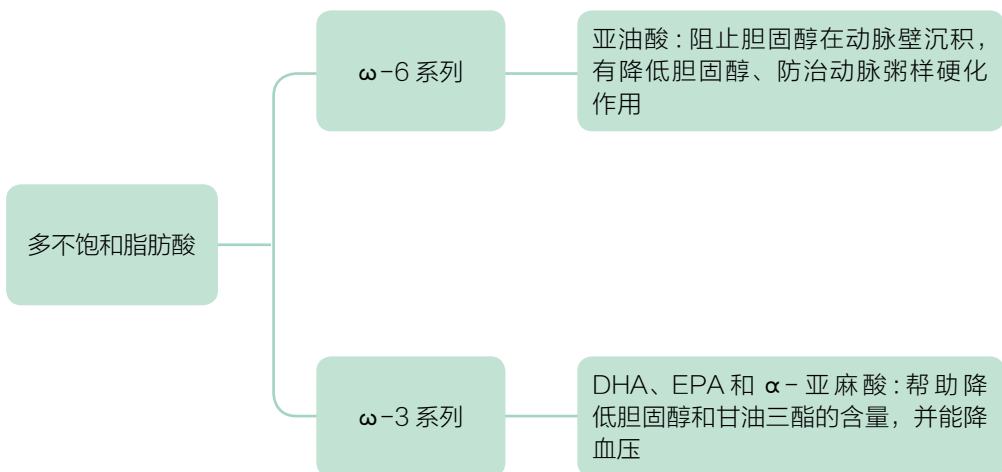 ω-6 系列
亚油酸：阻止胆固醇在动脉壁沉积，
有降低胆固醇、防治动脉粥样硬化
作用
多不饱和脂肪酸
ω-3 系列
DHA、EPA 和 α- 亚麻酸：帮助降
低胆固醇和甘油三酯的含量，并能降
血压